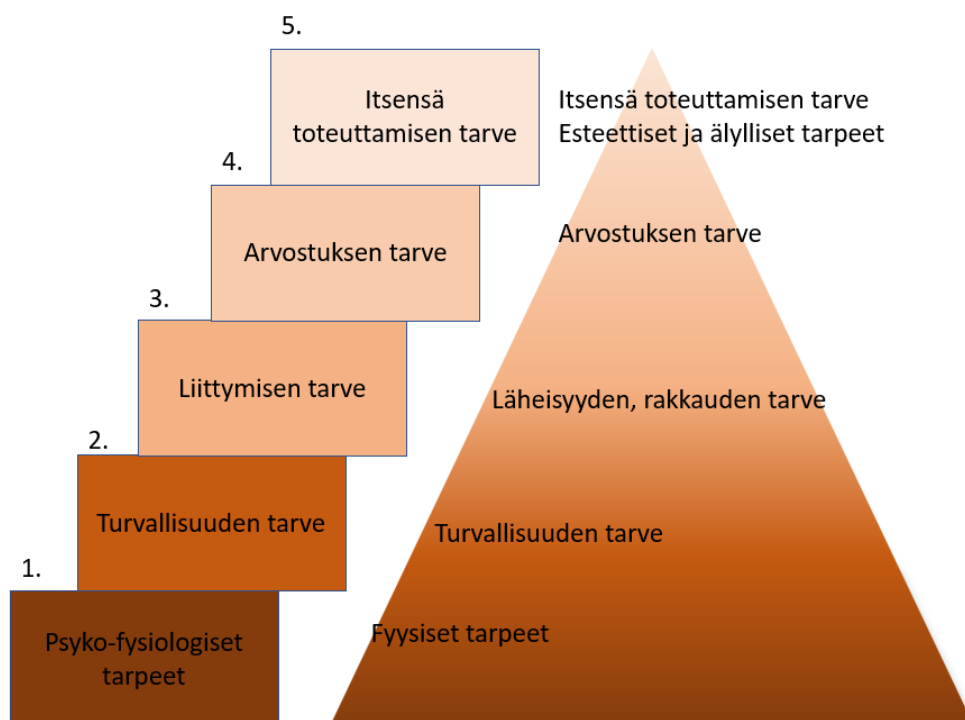 5.
Itsensä
toteuttamisen tarve
Itsensä toteuttamisen tarve
Esteettiset ja älylliset tarpeet
4.
Arvostuksen tarve
Arvostuksen tarve
3.
Liittymisen tarve
Läheisyyden, rakkauden tarve
2.
Turvallisuuden tarve
Turvallisuuden tarve
1.
Psyko-fysiologiset
tarpeet
Fyysiset tarpeet